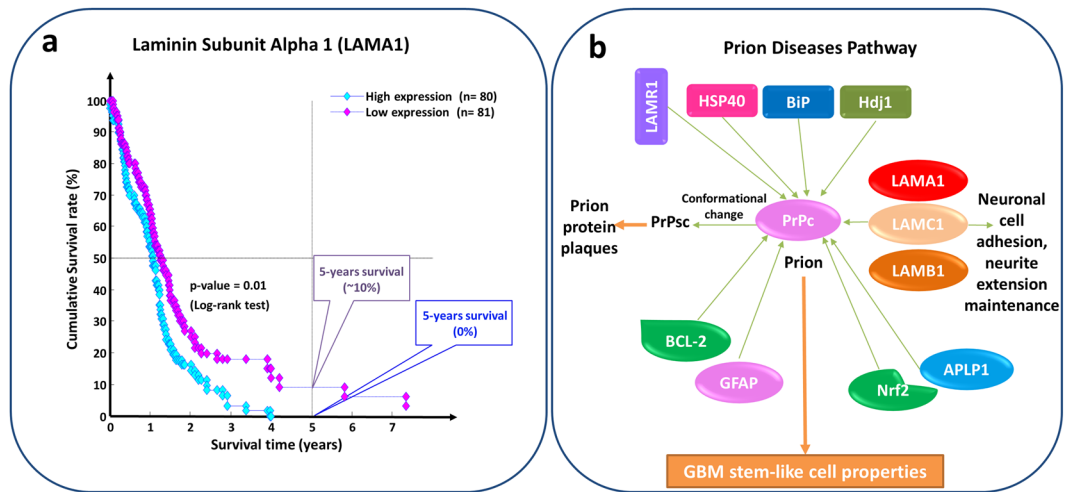 a
Laminin Subunit Alpha 1 (LAMA1)
High expression (n= 80)
Low expression (n= 81)
Cumulative Survival rate (%)
100
90
80
70
60
50
40
30
20
10
0
p-value = 0.01
(Log-rank test)
5-years survival
(~10%)
5-years survival
(0%)
0 1 2 3 4 5 6 7
Survival time (years)
b
Prion Diseases Pathway
LAMR1
HSP40
BiP
Hdj1
LAMA1
LAMC1
LAMB1
Neuronal
cell
adhesion,
neurite
extension
maintenance
Conformational
change
PrPc
PrPsc
Prion
protein
plaques
Prion
BCL-2
GFAP
Nrf2
APLP1
GBM stem-like cell properties